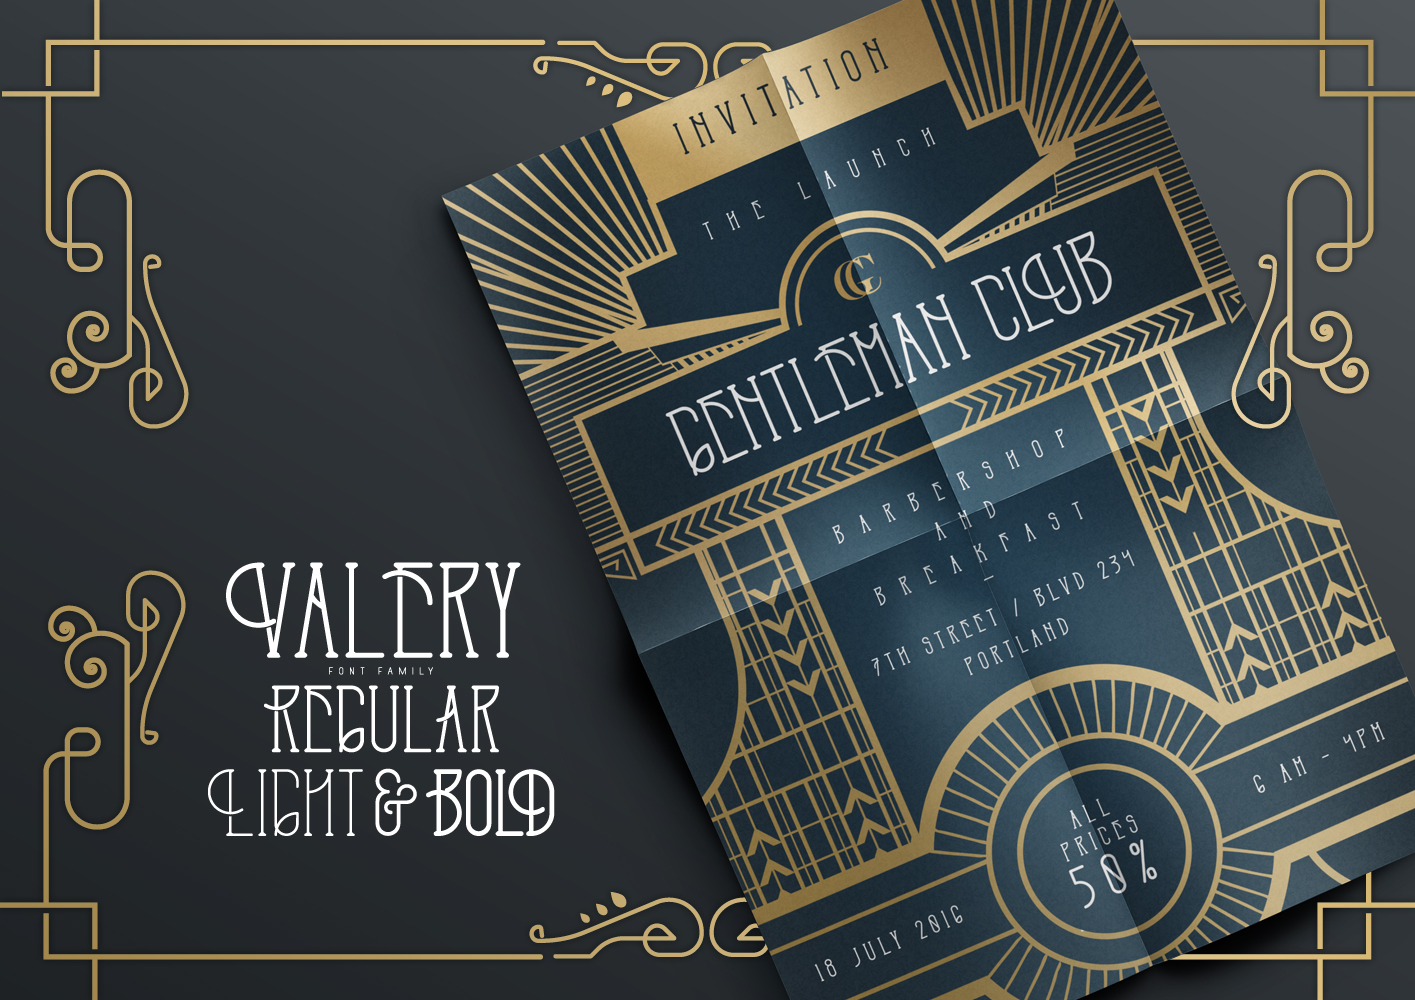 VALERY
FONT FAMILY
REGULAR
LIGHT & BOLD
INVITATION
THE LAUNCH
GENTLEMAN CLUB
BARBERSHOP
AND
BREAKFAST
7TH STREET / BLVD 234
PORTLAND
ALL
PRICES
50%
18 JULY 2016
6 AM - 4PM